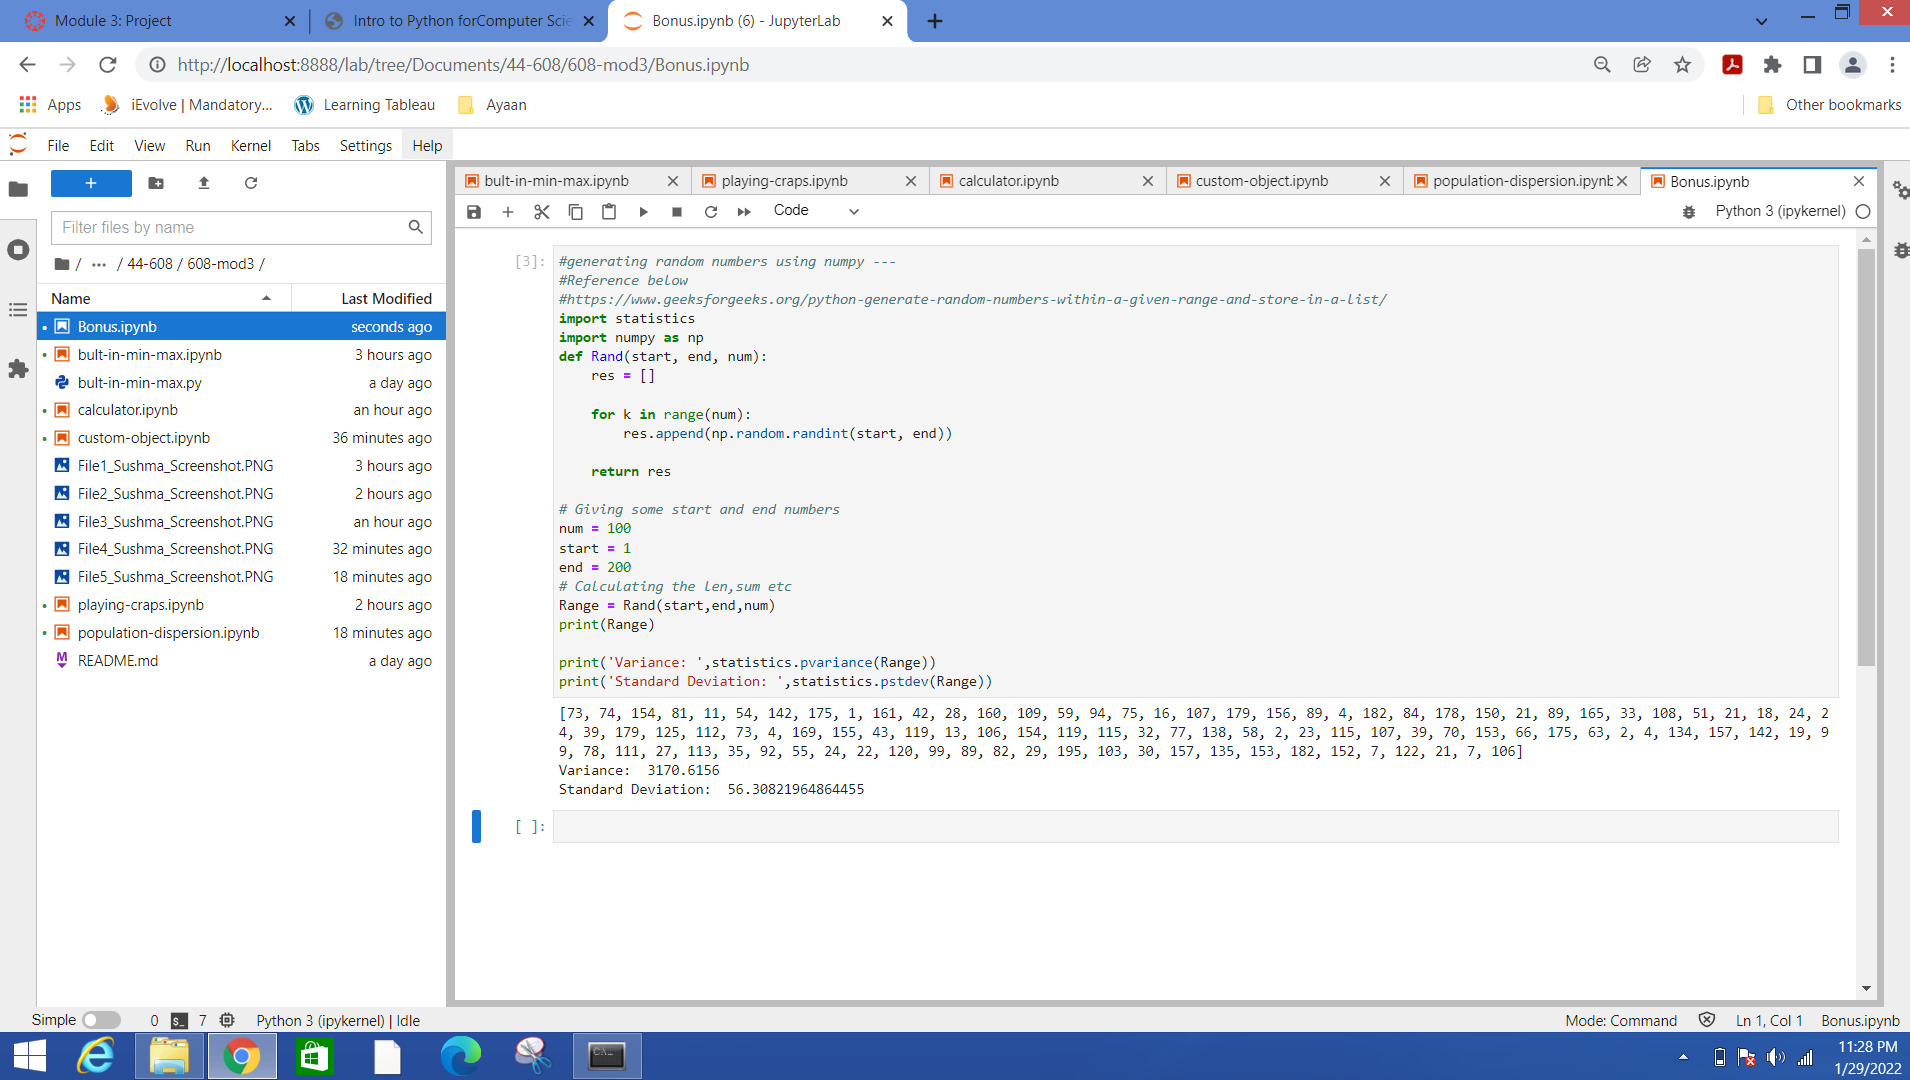 Module 3: Project
Intro to Python forComputer Scie
Bonus.ipynb (6) - JupyterLab
http://localhost:8888/lab/tree/Documents/44-608/608-mod3/Bonus.ipynb
Apps
iEvolve | Mandatory...
Learning Tableau
Ayaan
Other bookmarks
File Edit View Run Kernel Tabs Settings Help
Filter files by name
/ ... / 44-608 / 608-mod3 /
Name Last Modified
Bonus.ipynb seconds ago
bult-in-min-max.ipynb 3 hours ago
bult-in-min-max.py a day ago
calculator.ipynb an hour ago
custom-object.ipynb 36 minutes ago
File1_Sushma_Screenshot.PNG 3 hours ago
File2_Sushma_Screenshot.PNG 2 hours ago
File3_Sushma_Screenshot.PNG an hour ago
File4_Sushma_Screenshot.PNG 32 minutes ago
File5_Sushma_Screenshot.PNG 18 minutes ago
playing-craps.ipynb 2 hours ago
population-dispersion.ipynb 18 minutes ago
README.md a day ago
bult-in-min-max.ipynb
playing-craps.ipynb
calculator.ipynb
custom-object.ipynb
population-dispersion.ipynb
Bonus.ipynb
Code
Python 3 (ipykernel)
[3]:
#generating random numbers using numpy ---
#Reference below
#https://www.geeksforgeeks.org/python-generate-random-numbers-within-a-given-range-and-store-in-a-list/
import statistics
import numpy as np
def Rand(start, end, num):
    res = []
    for k in range(num):
        res.append(np.random.randint(start, end))
    return res
# Giving some start and end numbers
num = 100
start = 1
end = 200
# Calculating the len,sum etc
Range = Rand(start,end,num)
print(Range)
print('Variance: ',statistics.pvariance(Range))
print('Standard Deviation: ',statistics.pstdev(Range))
[73, 74, 154, 81, 11, 54, 142, 175, 1, 161, 42, 28, 160, 109, 59, 94, 75, 16, 107, 179, 156, 89, 4, 182, 84, 178, 150, 21, 89, 165, 33, 108, 51, 21, 18, 24, 2
4, 39, 179, 125, 112, 73, 4, 169, 155, 43, 119, 13, 106, 154, 119, 115, 32, 77, 138, 58, 2, 23, 115, 107, 39, 70, 153, 66, 175, 63, 2, 4, 134, 157, 142, 19, 9
9, 78, 111, 27, 113, 35, 92, 55, 24, 22, 120, 99, 89, 82, 29, 195, 103, 30, 157, 135, 153, 182, 152, 7, 122, 21, 7, 106]
Variance:  3170.6156
Standard Deviation:  56.30821964864455
[ ]:
Simple 0 7 Python 3 (ipykernel) | Idle
Mode: Command Ln 1, Col 1 Bonus.ipynb
11:28 PM
1/29/2022